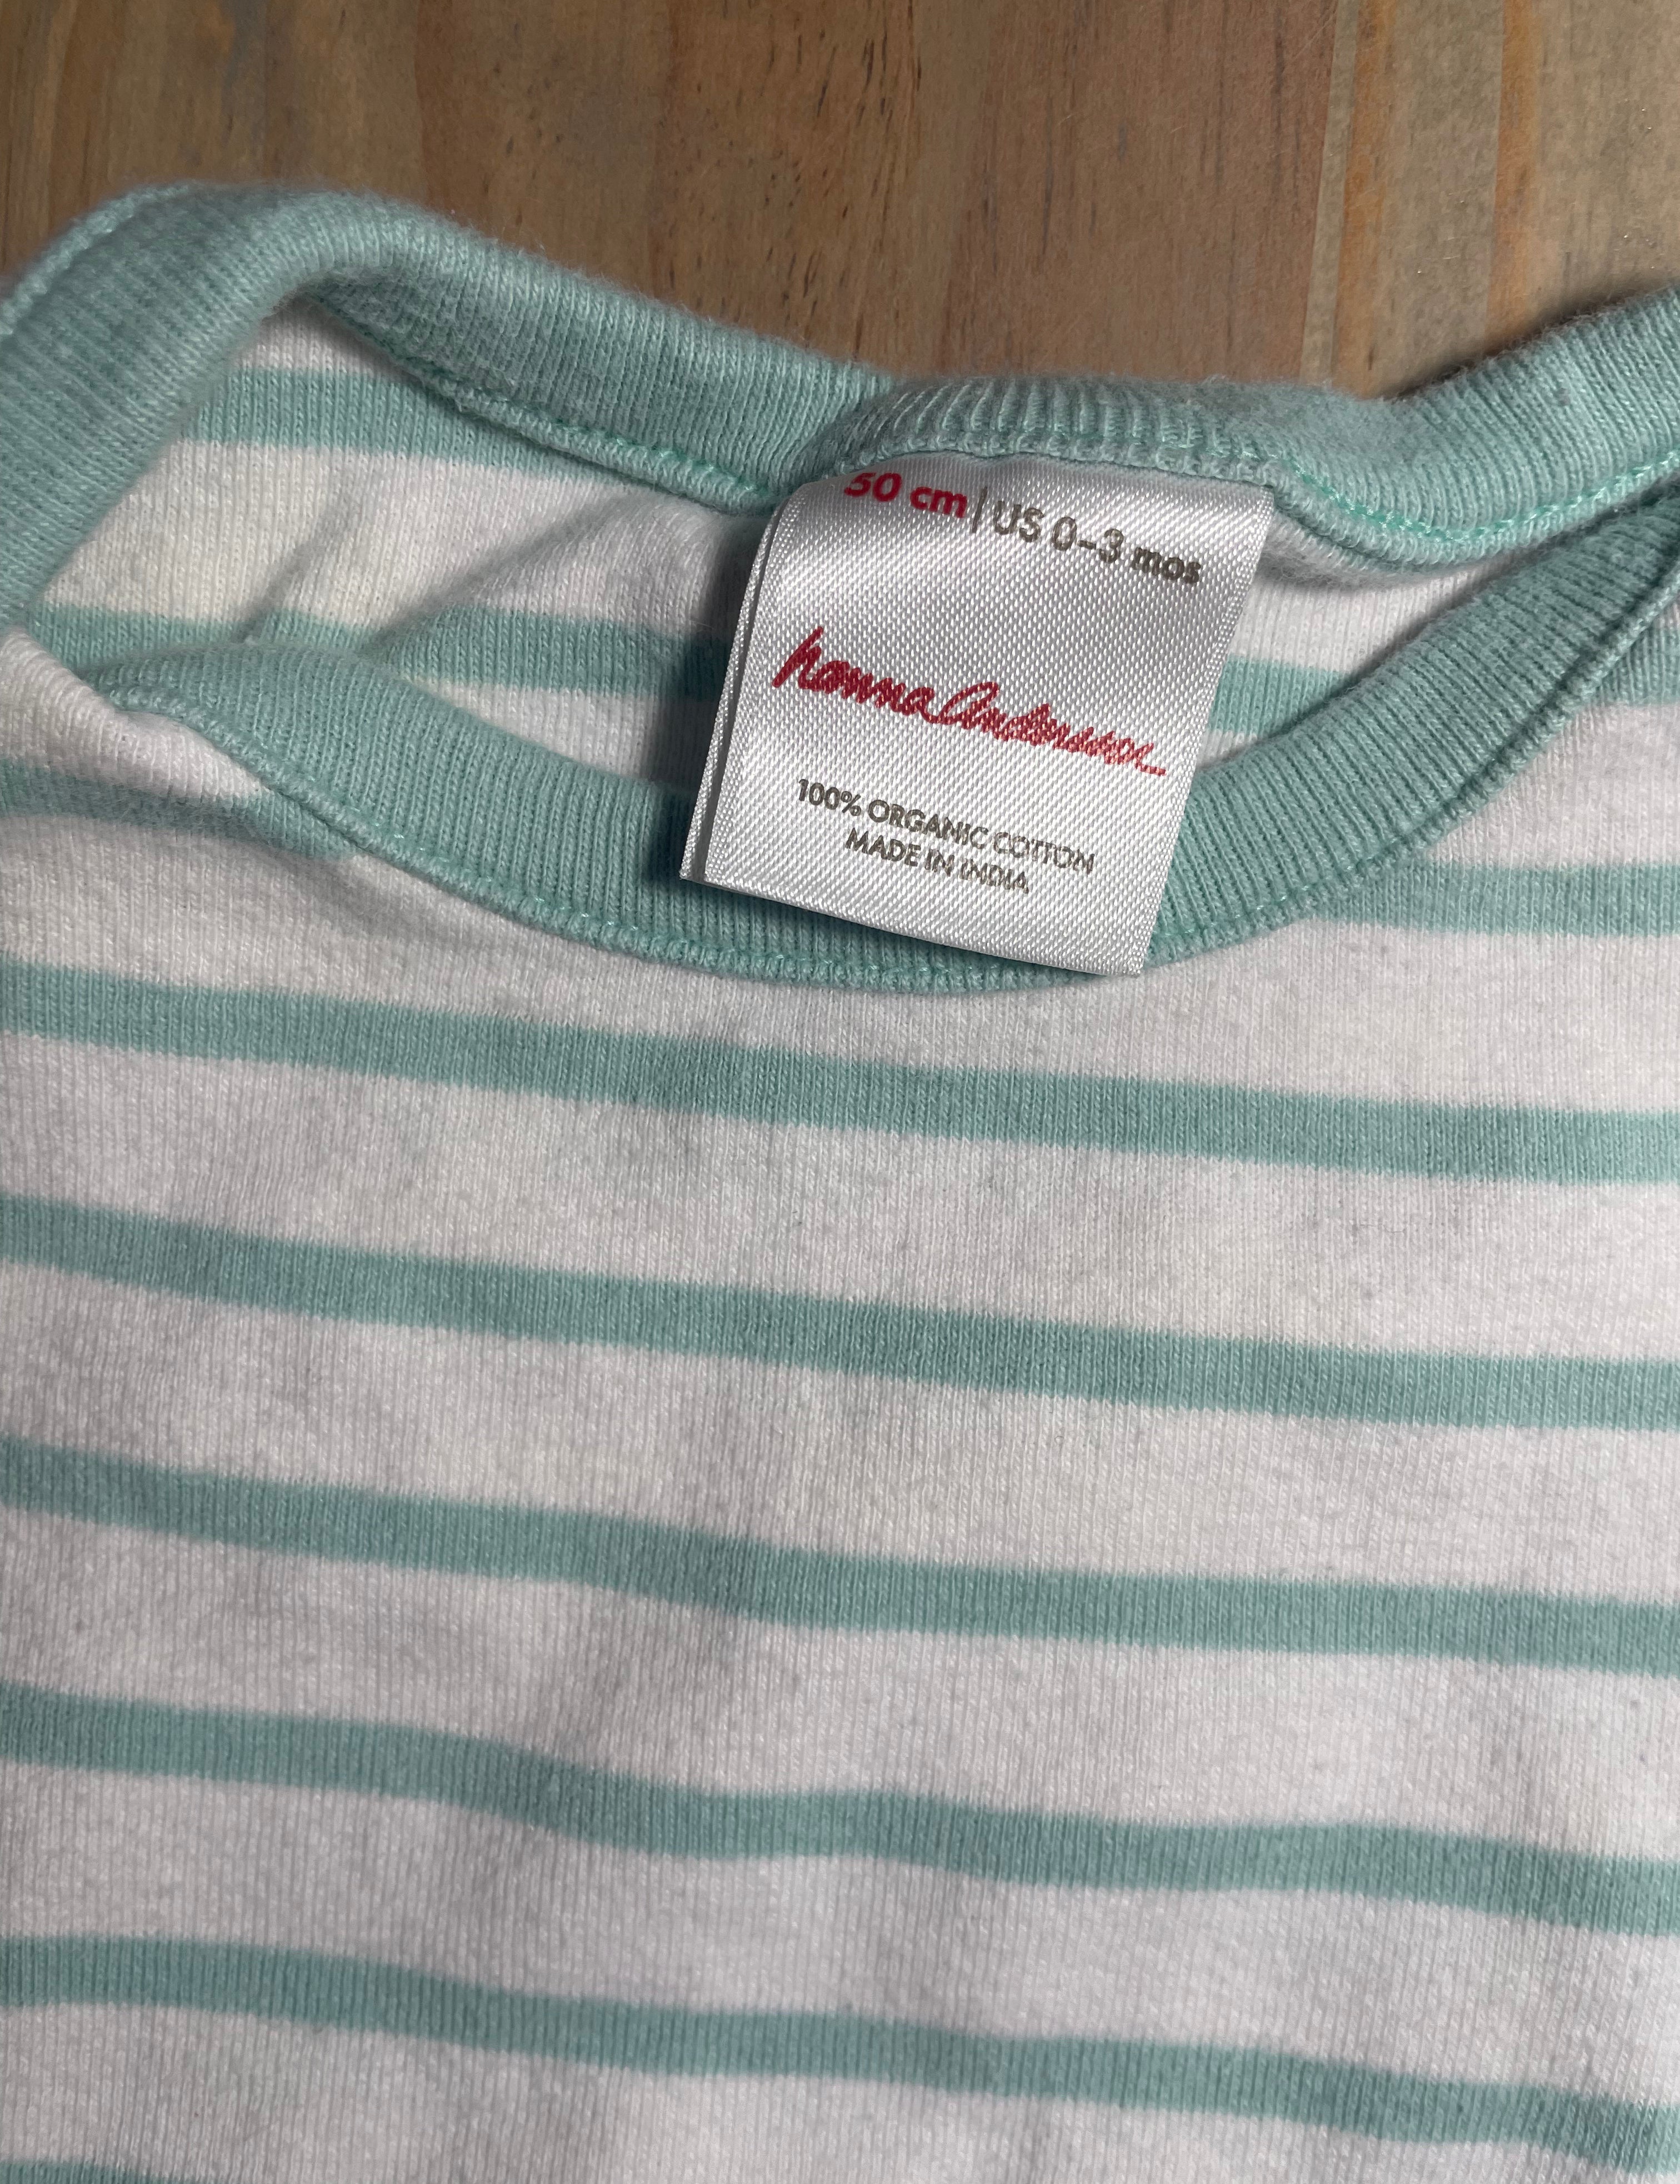 50 cm | US 0-3 mos
hanna andersson
100% ORGANIC COTTON
MADE IN INDIA